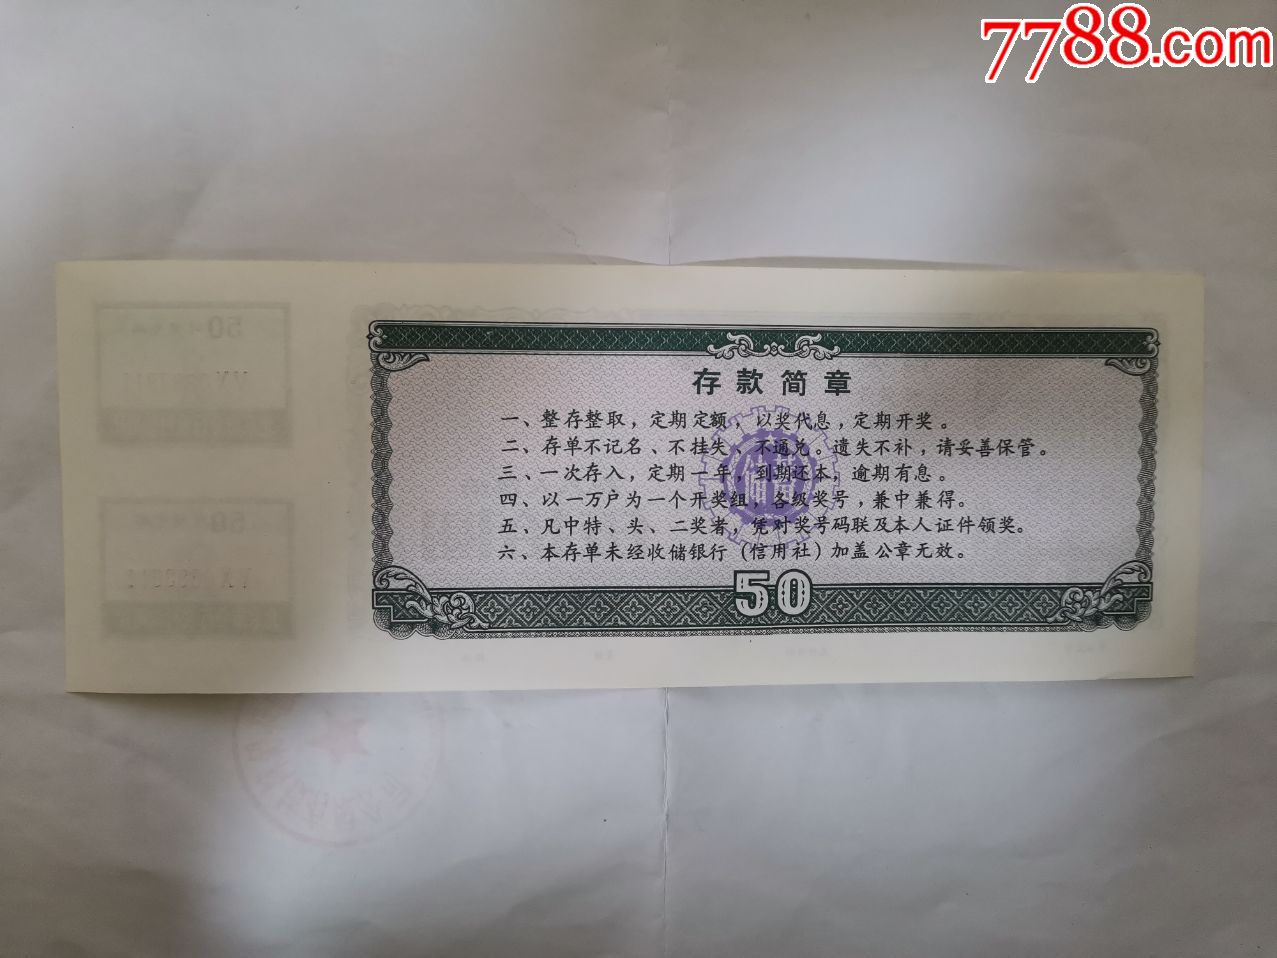 7788.com
存款简章
一、整存整取，定期定额，以奖代息，定期开奖。
二、存单不记名、不挂失、不通兑。遗失不补，请妥善保管。
三、一次存入，定期一年，到期还本，逾期有息。
四、以一万户为一个开奖组，各级奖号，兼中兼得。
五、凡中特、头、二奖者，凭对奖号码联及本人证件领奖。
六、本存单未经收储银行（信用社）加盖公章无效。
50